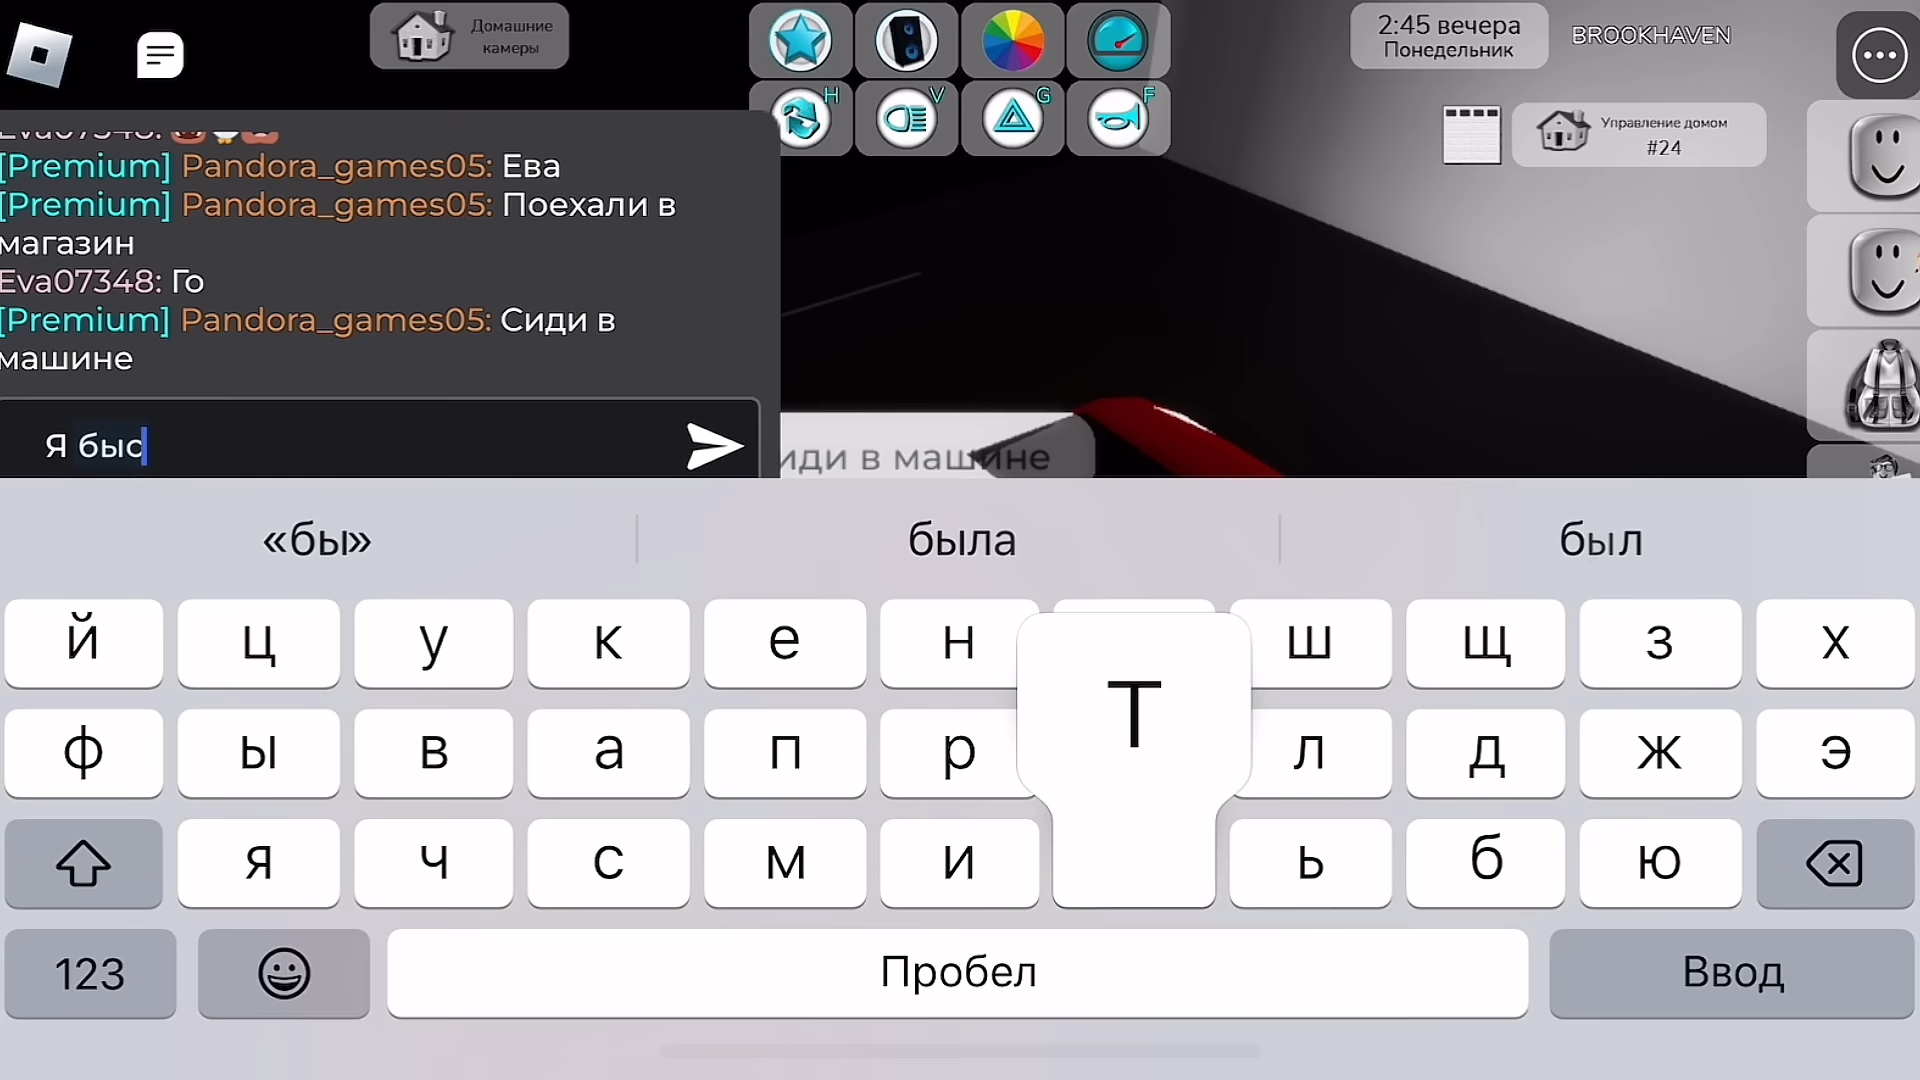 Домашние
камеры
2:45 вечера
Понедельник
BROOKHAVEN
H
V
G
F
Управление домом
#24
Eva07348:
[Premium] Pandora_games05: Ева
[Premium] Pandora_games05: Поехали в
магазин
Eva07348: Го
[Premium] Pandora_games05: Сиди в
машине
Я быс
иди в машине
«бы» была был
й ц у к е н ш щ з х
ф ы в а п р л д ж э
Т
я ч с м и ь б ю
123 Пробел Ввод